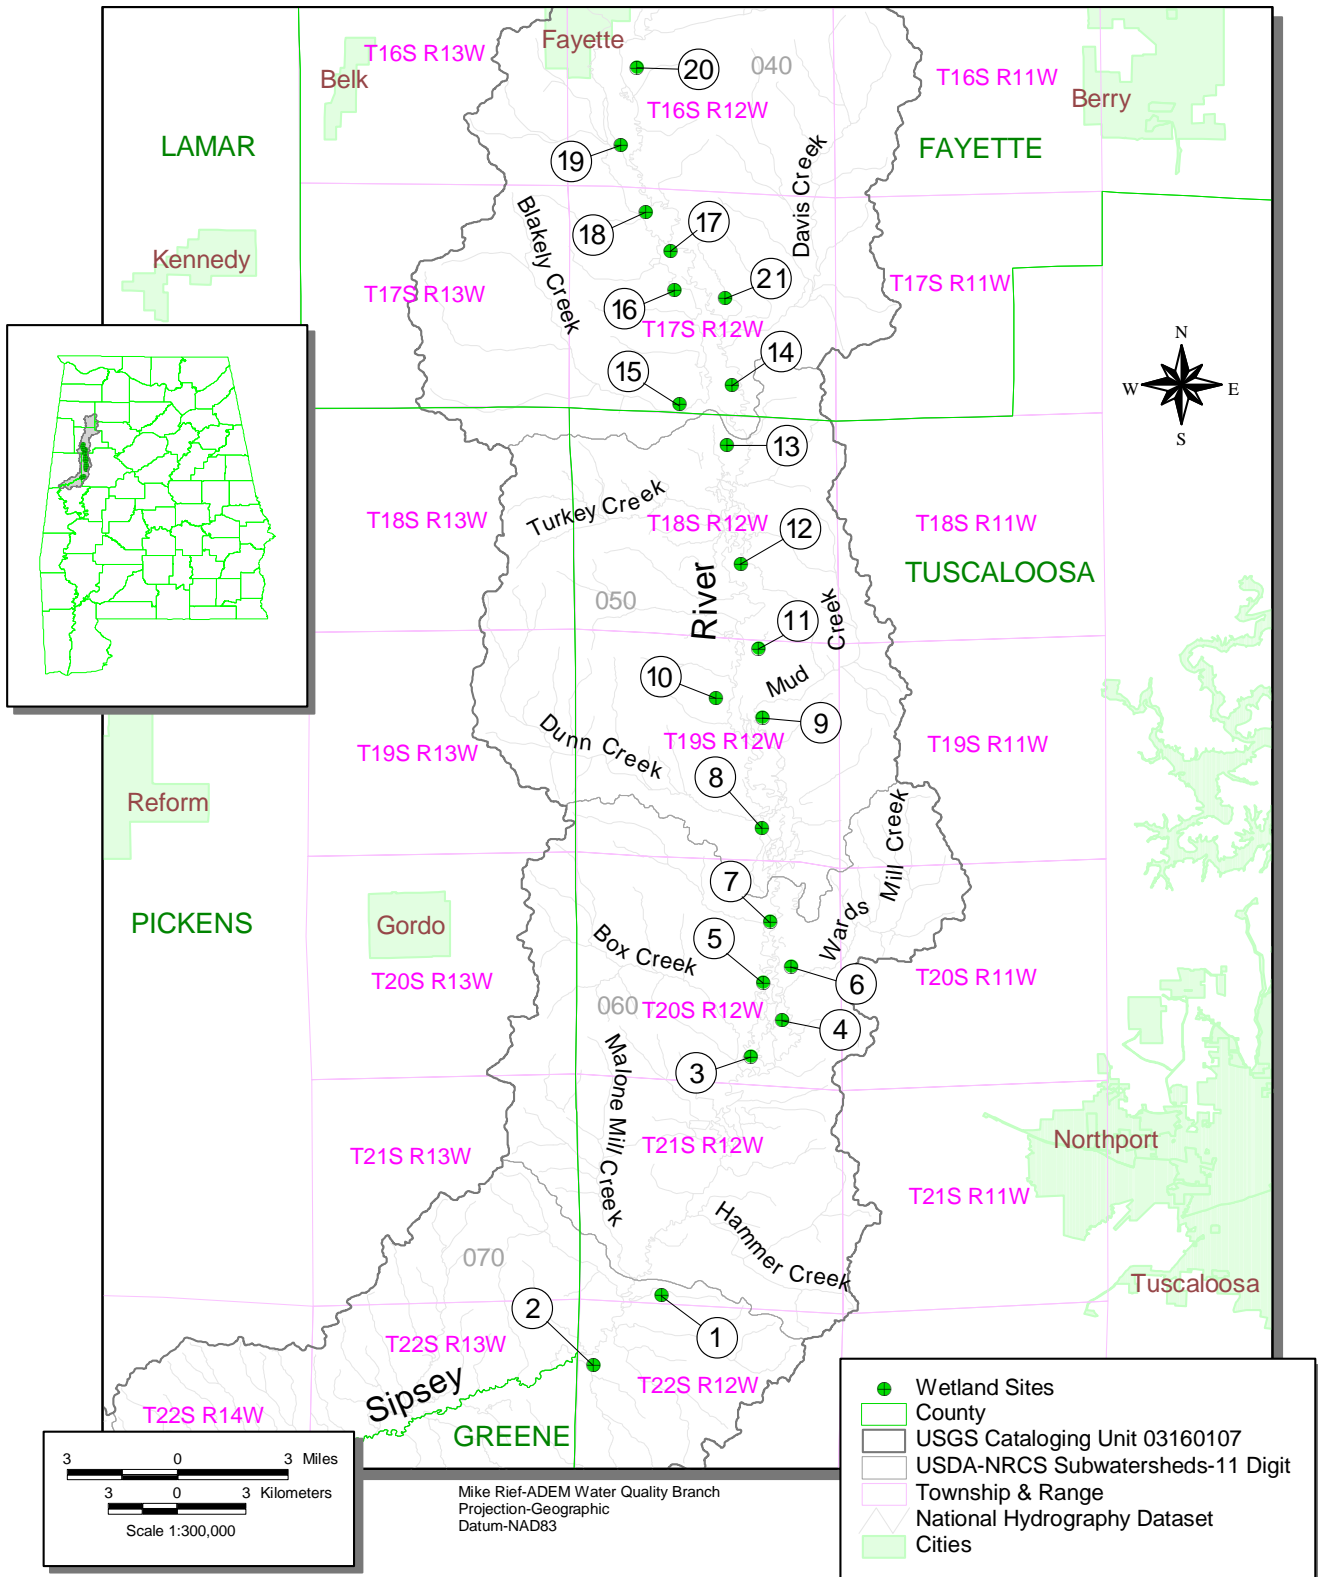 Fayette
T16S R13W
Belk
20
040
T16S R11W
Berry
T16S R12W
LAMAR
19
Davis Creek
FAYETTE
Blakely Creek
18
17
Kennedy
T17S R13W
16
21
T17S R11W
T17S R12W
N
W
E
S
15
14
13
Turkey Creek
T18S R13W
T18S R12W
12
T18S R11W
TUSCALOOSA
050
River
11
Mud Creek
10
9
Dunn Creek
T19S R13W
T19S R12W
T19S R11W
8
Reform
Wards Mill Creek
7
PICKENS
Gordo
5
Box Creek
6
T20S R13W
T20S R12W
T20S R11W
060
4
3
Malone Mill Creek
Northport
T21S R13W
T21S R12W
T21S R11W
070
Hammer Creek
Tuscaloosa
2
1
T22S R13W
T22S R12W
Sipsey
T22S R14W
GREENE
3 0 3 Miles
3 0 3 Kilometers
Scale 1:300,000
Mike Rief-ADEM Water Quality Branch
Projection-Geographic
Datum-NAD83
Wetland Sites
County
USGS Cataloging Unit 03160107
USDA-NRCS Subwatersheds-11 Digit
Township & Range
National Hydrography Dataset
Cities